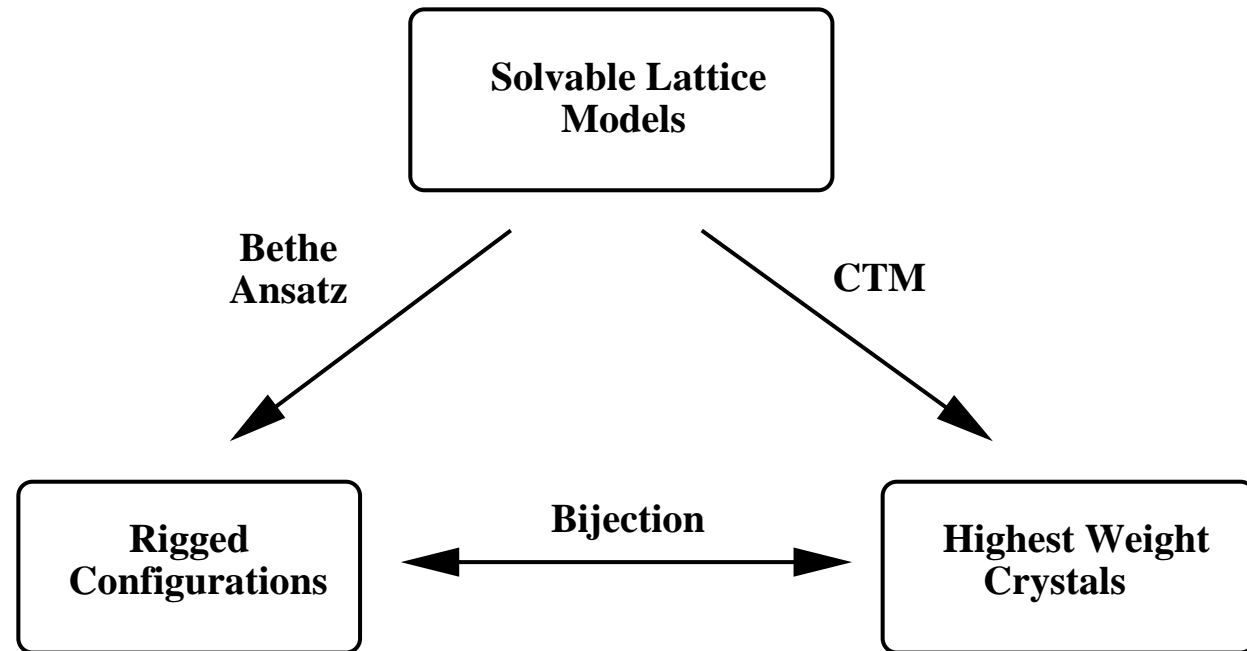 Solvable Lattice
Models
Bethe
Ansatz
CTM
Bijection
Rigged
Configurations
Highest Weight
Crystals